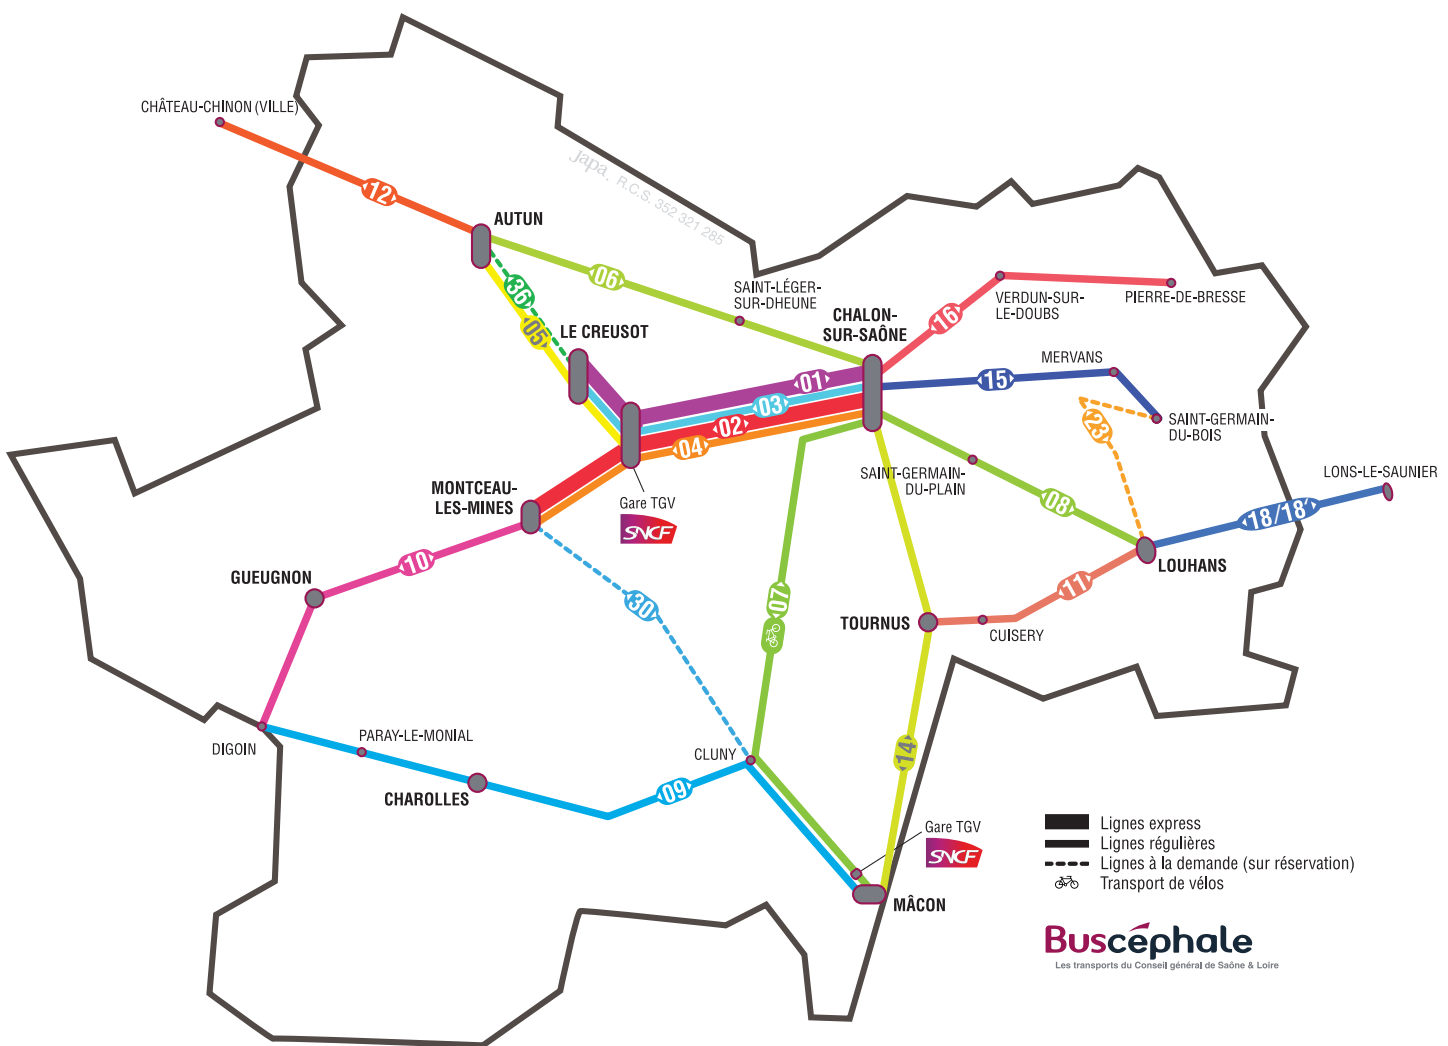 CHÂTEAU-CHINON (VILLE)
12
AUTUN
Japa. R.C.S. 352 321 285
36
05
06
SAINT-LÉGER-
SUR-DHEUNE
LE CREUSOT
CHALON-
SUR-SAÔNE
16
VERDUN-SUR-
LE-DOUBS
PIERRE-DE-BRESSE
01
03
02
04
15
MERVANS
SAINT-GERMAIN-
DU-BOIS
23
SAINT-GERMAIN-
DU-PLAIN
08
LONS-LE-SAUNIER
18/18'
LOUHANS
MONTCEAU-
LES-MINES
Gare TGV
SNCF
10
GUEUGNON
30
07
TOURNUS
CUISERY
11
DIGOIN
PARAY-LE-MONIAL
CHAROLLES
09
CLUNY
14
Gare TGV
SNCF
MÂCON
Lignes express
Lignes régulières
Lignes à la demande (sur réservation)
Transport de vélos
Buscéphale
Les transports du Conseil général de Saône & Loire